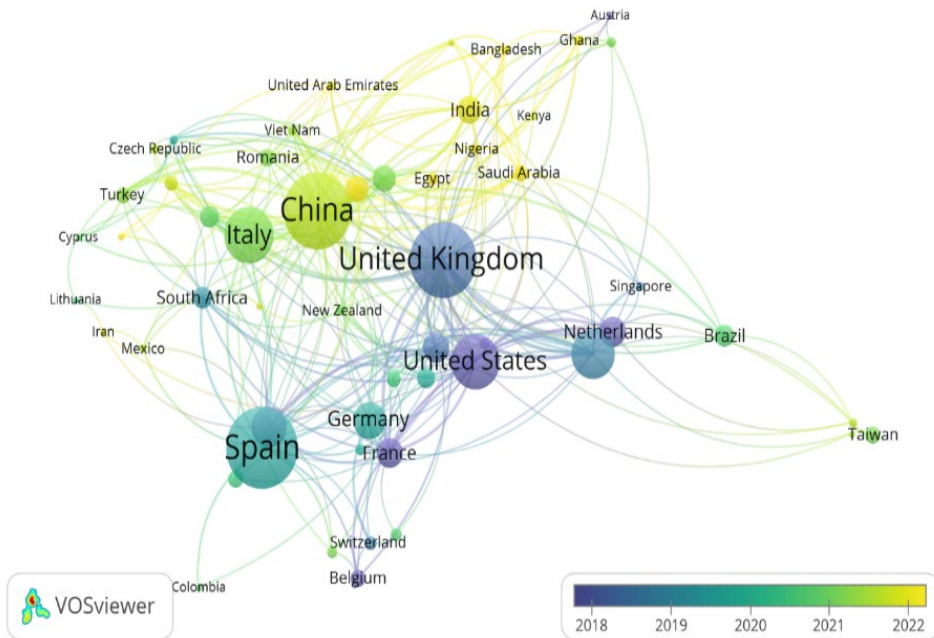 Austria
Bangladesh
Ghana
United Arab Emirates
India
Kenya
Viet Nam
Czech Republic
Romania
Nigeria
Egypt
Saudi Arabia
Turkey
China
Italy
Cyprus
United Kingdom
Singapore
Lithuania
South Africa
New Zealand
Iran
Mexico
Netherlands
Brazil
United States
Germany
Taiwan
Spain
France
Switzerland
Belgium
Colombia
VOSviewer
2018 2019 2020 2021 2022